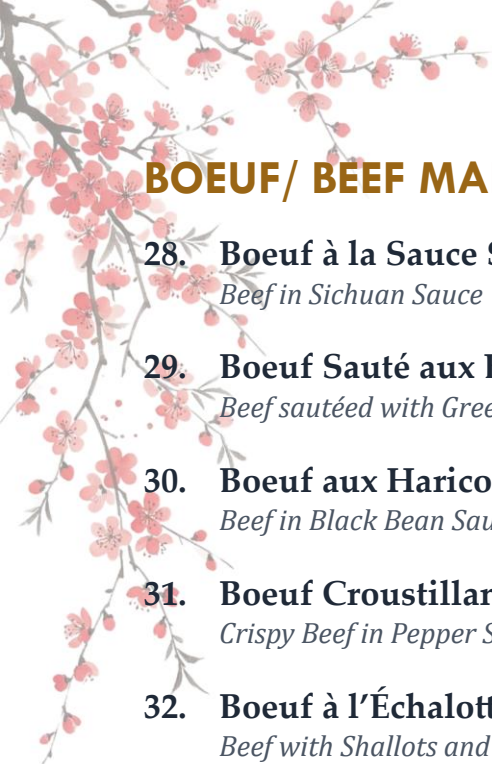 BOEUF/ BEEF MA
28. Boeuf à la Sauce S
Beef in Sichuan Sauce
29. Boeuf Sauté aux
Beef sautéed with Gree
30. Boeuf aux Harico
Beef in Black Bean Sau
31. Boeuf Croustillan
Crispy Beef in Pepper S
32. Boeuf à l’Échalott
Beef with Shallots and